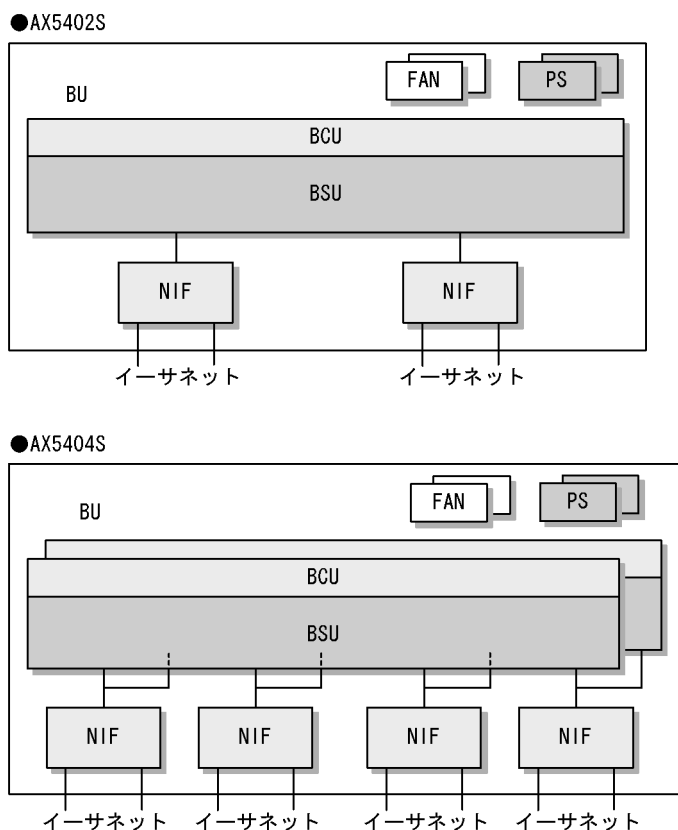 ●AX5402S
FAN
PS
BU
BCU
BSU
NIF
NIF
イーサネット
イーサネット
●AX5404S
FAN
PS
BU
BCU
BSU
NIF
NIF
NIF
NIF
イーサネット
イーサネット
イーサネット
イーサネット